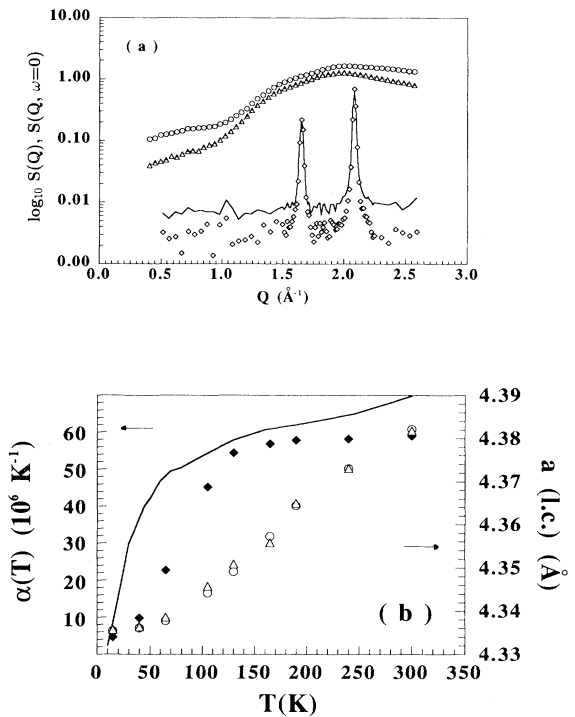 10.00
( a )
1.00
0.10
0.01
0.00
log₁₀ S(Q), S(Q, ω=0)
0.0 0.5 1.0 1.5 2.0 2.5 3.0
Q (Å⁻¹)
60
50
40
30
20
10
α(T) (10⁶ K⁻¹)
4.39
4.38
4.37
4.36
4.35
4.34
4.33
a (l.c.) (Å)
( b )
0 50 100 150 200 250 300 350
T(K)